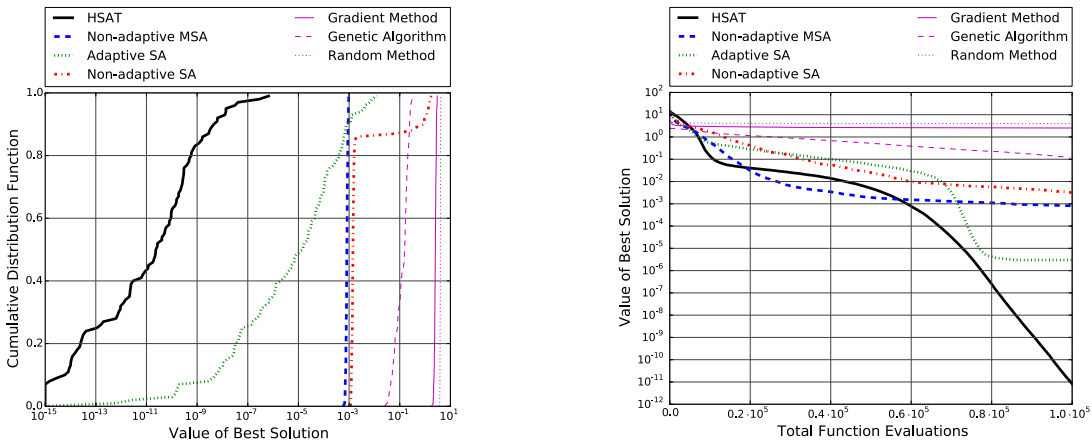 HSAT
Non-adaptive MSA
Adaptive SA
Non-adaptive SA
Gradient Method
Genetic Algorithm
Random Method
1.0
0.8
0.6
0.4
0.2
0.0
Cumulative Distribution Function
10^-15 10^-13 10^-11 10^-9 10^-7 10^-5 10^-3 10^-1 10^1
Value of Best Solution
HSAT
Non-adaptive MSA
Adaptive SA
Non-adaptive SA
Gradient Method
Genetic Algorithm
Random Method
10^2
10^1
10^0
10^-1
10^-2
10^-3
10^-4
10^-5
10^-6
10^-7
10^-8
10^-9
10^-10
10^-11
10^-12
Value of Best Solution
0.0 0.2·10^5 0.4·10^5 0.6·10^5 0.8·10^5 1.0·10^5
Total Function Evaluations